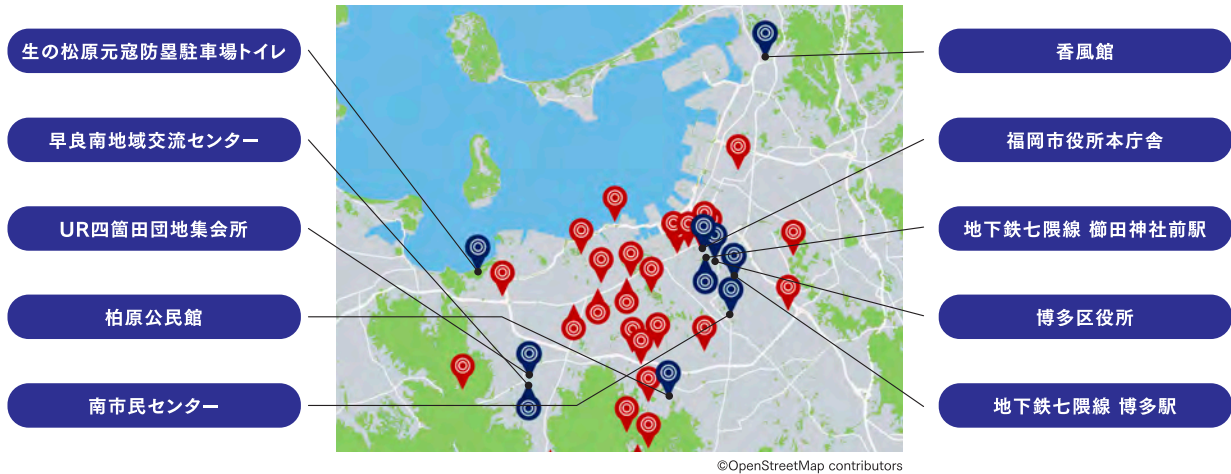 生の松原元寇防塁駐車場トイレ
早良南地域交流センター
UR四箇田団地集会所
柏原公民館
南市民センター
香風館
福岡市役所本庁舎
地下鉄七隈線 櫛田神社前駅
博多区役所
地下鉄七隈線 博多駅
©OpenStreetMap contributors